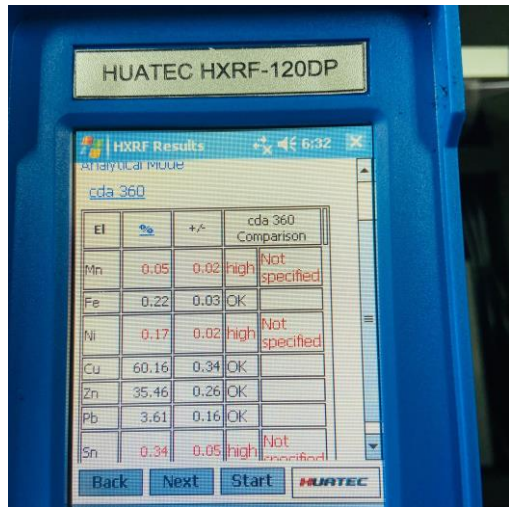 HUATEC HXRF-120DP
HXRF Results 6:32
Analytical Mode
cda 360
El % +/- cda 360 Comparison
Mn 0.05 0.02 high Not specified
Fe 0.22 0.03 OK
Ni 0.17 0.02 high Not specified
Cu 60.16 0.34 OK
Zn 35.46 0.26 OK
Pb 3.61 0.16 OK
Sn 0.34 0.05 high Not specified
Back Next Start HUATEC